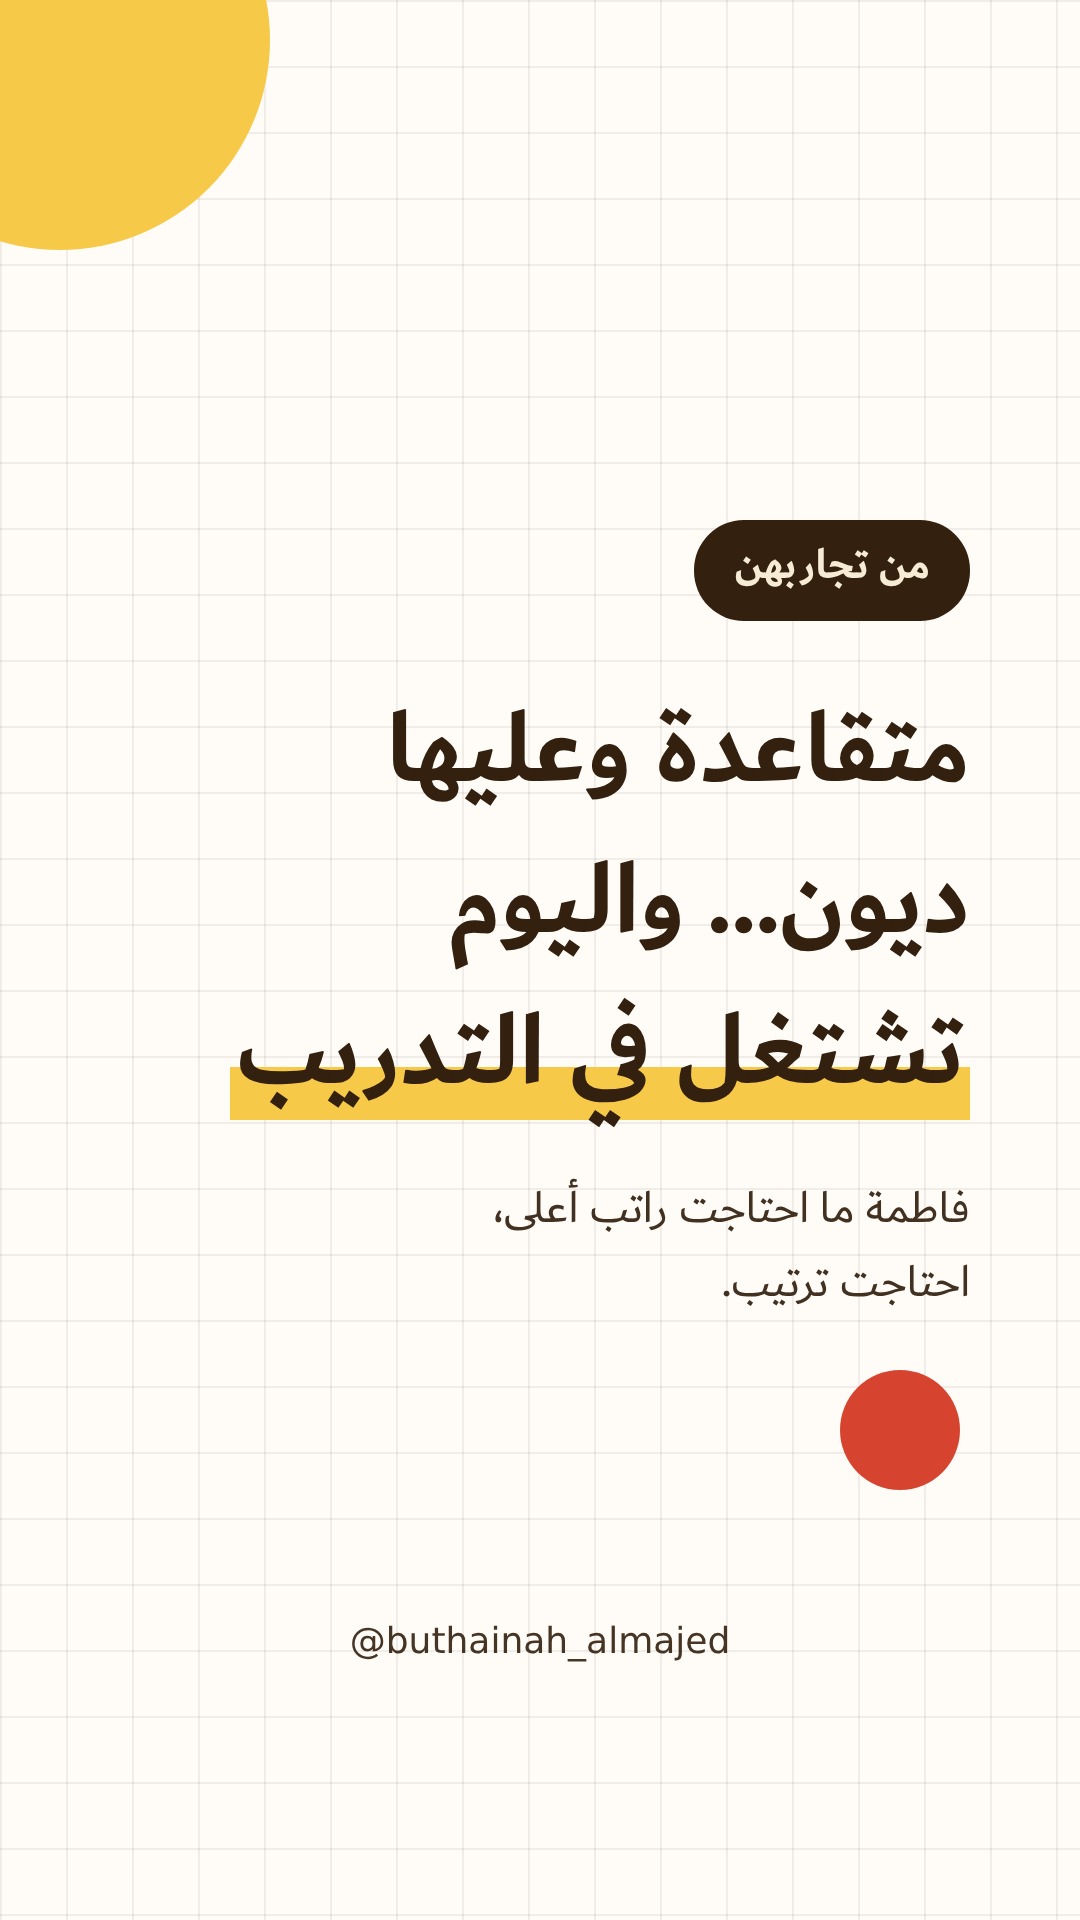 من تجاربهن
متقاعدة وعليها
ديون... واليوم
تشتغل في التدريب
فاطمة ما احتاجت راتب أعلى،
احتاجت ترتيب.
@buthainah_almajed